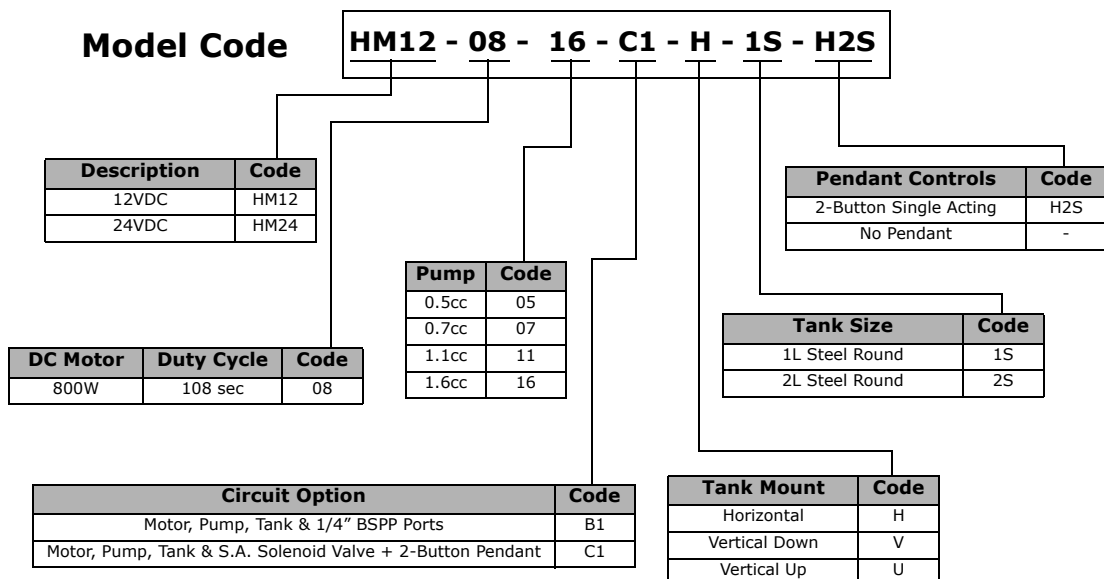 Model Code
HM12 - 08 - 16 - C1 - H - 1S - H2S
Description Code
12VDC HM12
24VDC HM24
Pendant Controls Code
2-Button Single Acting H2S
No Pendant -
Pump Code
0.5cc 05
0.7cc 07
1.1cc 11
1.6cc 16
Tank Size Code
1L Steel Round 1S
2L Steel Round 2S
DC Motor Duty Cycle Code
800W 108 sec 08
Circuit Option Code
Motor, Pump, Tank & 1/4” BSPP Ports B1
Motor, Pump, Tank & S.A. Solenoid Valve + 2-Button Pendant C1
Tank Mount Code
Horizontal H
Vertical Down V
Vertical Up U